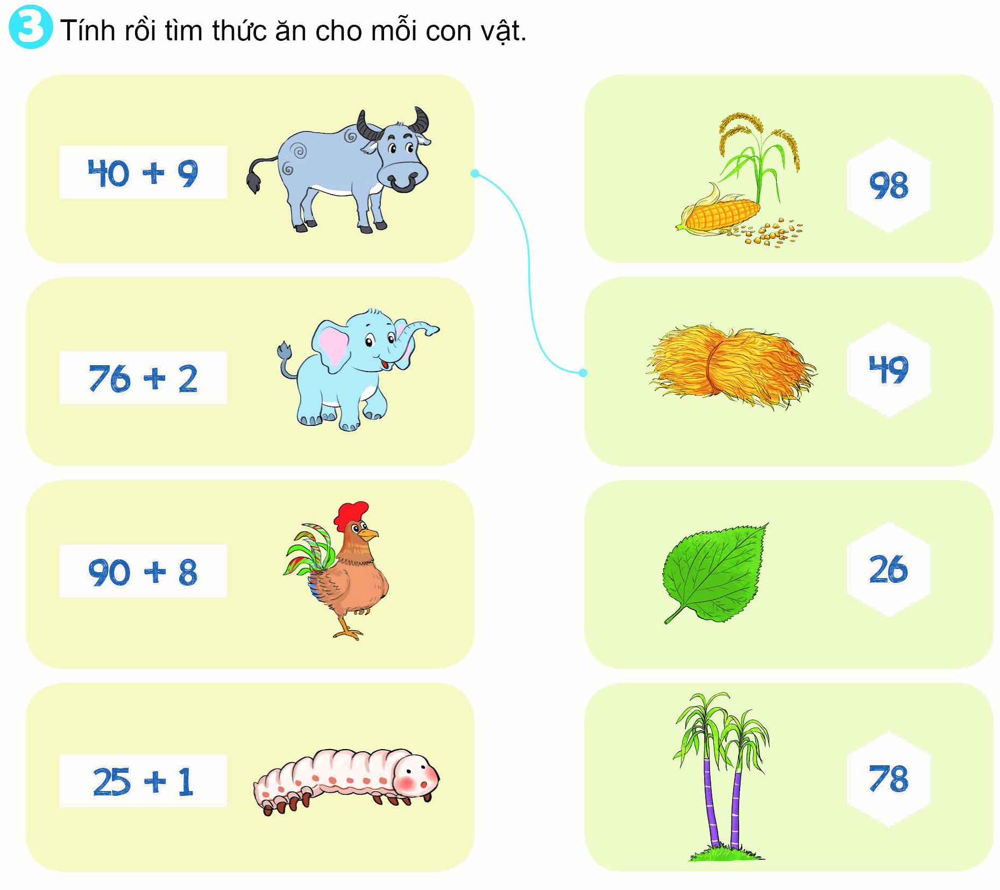 3 Tính rồi tìm thức ăn cho mỗi con vật.
40 + 9
98
76 + 2
49
90 + 8
26
25 + 1
78